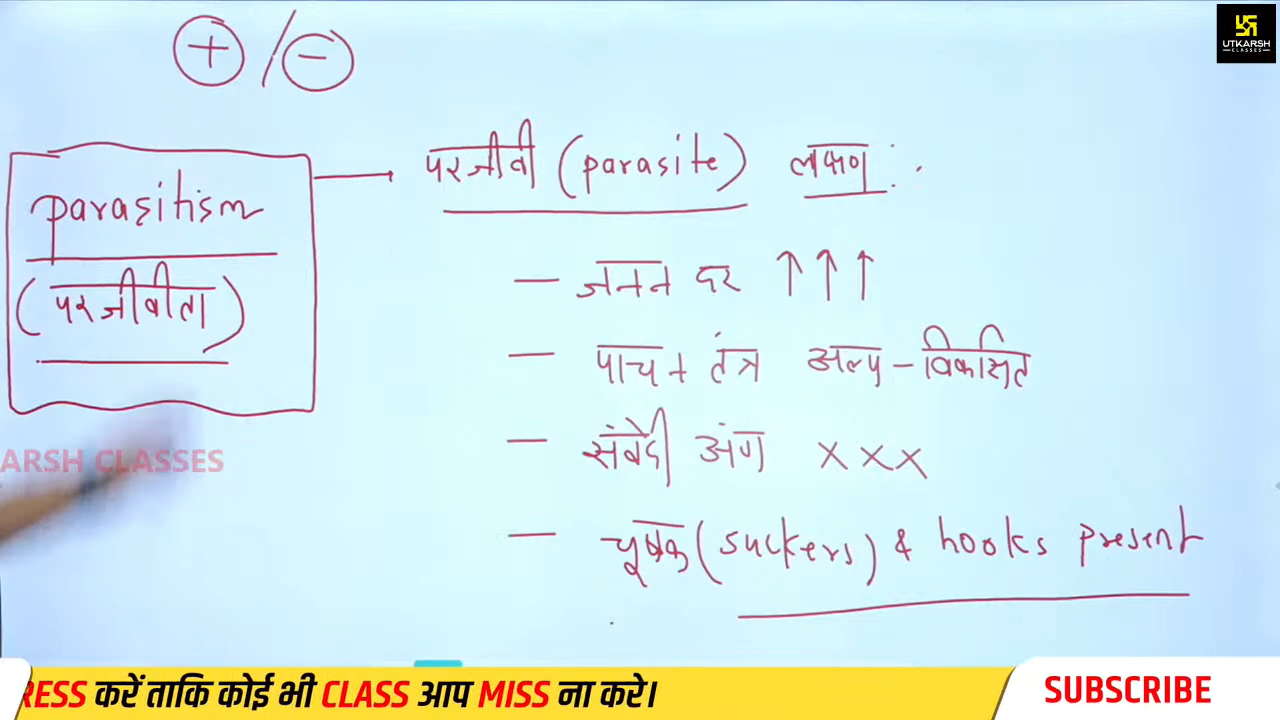 + / -
UTKARSH
CLASSES
परजीवी (parasite) लक्षण :-
parasitism
(परजीवीता)
- जनन दर ↑↑↑
- पाचन तंत्र अल्प-विकसित
- संवेदी अंग xxx
- चूषक (suckers) & hooks present
ARSH CLASSES
RESS करें ताकि कोई भी CLASS आप MISS ना करे।
SUBSCRIBE